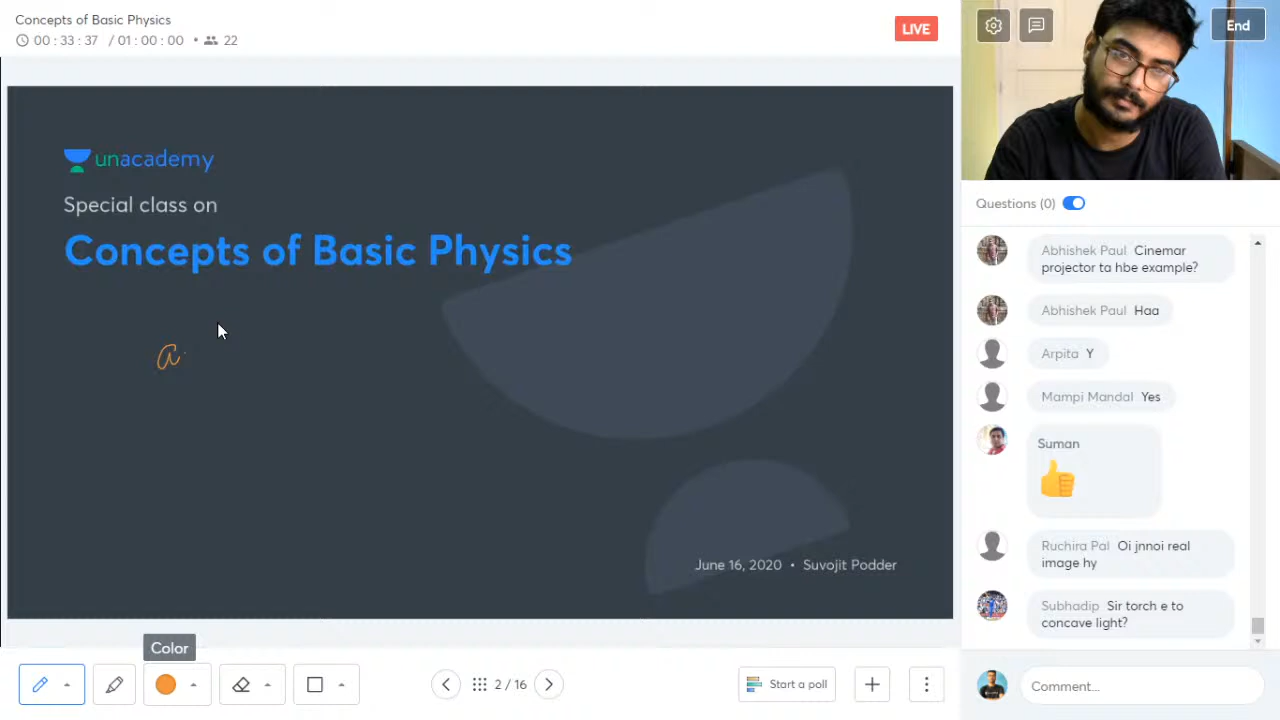 Concepts of Basic Physics
00 : 33 : 37 / 01 : 00 : 00 • 22
LIVE
End
unacademy
Special class on
Concepts of Basic Physics
a
June 16, 2020 • Suvojit Podder
Questions (0)
Abhishek Paul Cinemar
projector ta hbe example?
Abhishek Paul Haa
Arpita Y
Mampi Mandal Yes
Suman
Ruchira Pal Oi jnnoi real
image hy
Subhadip Sir torch e to
concave light?
Color
2 / 16
Start a poll
Comment...